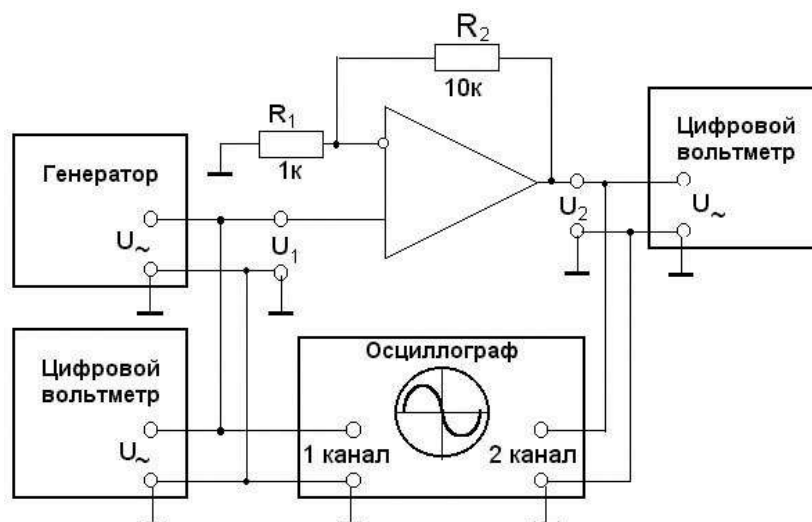 R2
10к
R1
1к
Генератор
U~
U1
U2
Цифровой
вольтметр
U~
Цифровой
вольтметр
U~
Осциллограф
1 канал
2 канал